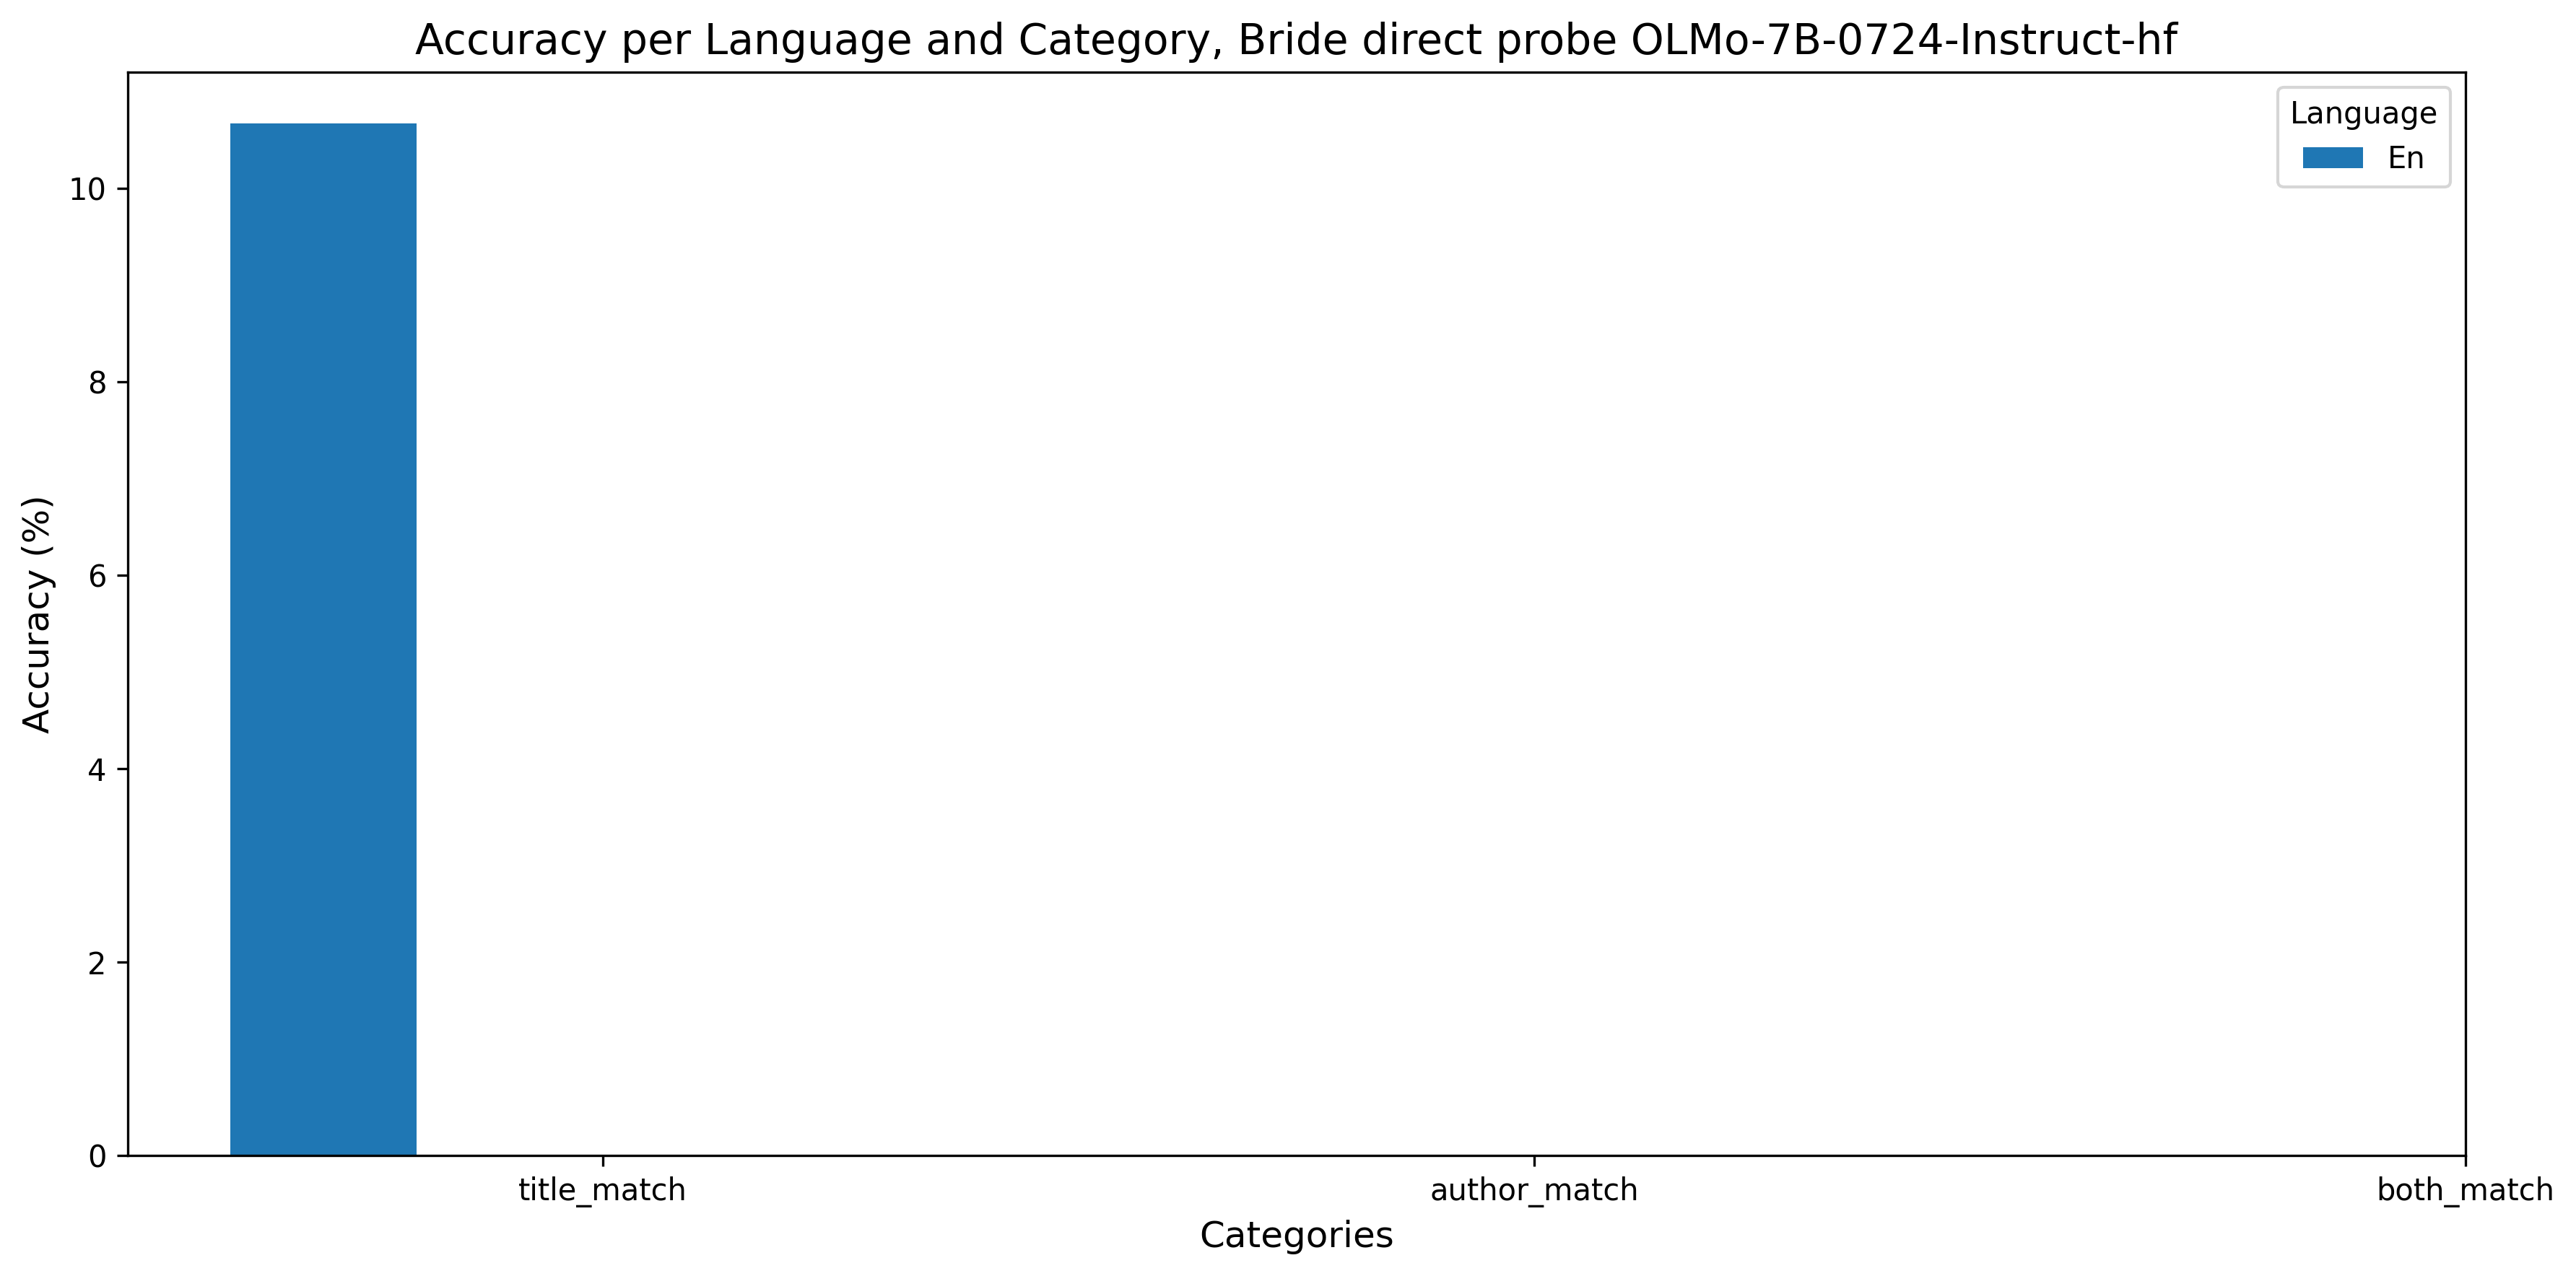 Accuracy per Language and Category, Bride direct probe OLMo-7B-0724-Instruct-hf
Language
En
Accuracy (%)
10
8
6
4
2
0
title_match
author_match
both_match
Categories